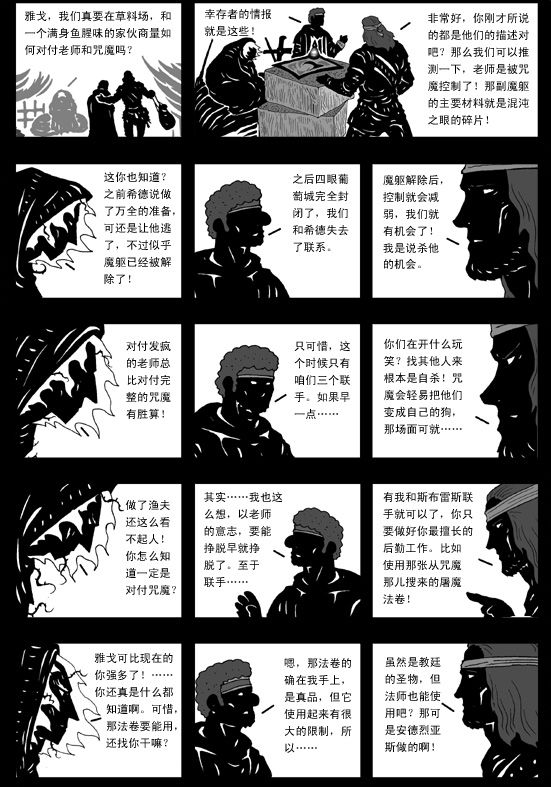 雅戈，我们真要在草料场，和
一个满身鱼腥味的家伙商量如
何对付老师和咒魔吗？
幸存者的情报
就是这些！
非常好，你刚才所说
的都是他们的描述对
吧？那么我们可以推
测一下，老师是被咒
魔控制了！那副魔躯
的主要材料就是混沌
之眼的碎片！
这你也知道？
之前希德说做
了万全的准备，
可还是让他逃
了，不过似乎
魔躯已经被解
除了！
之后四眼葡
萄城完全封
闭了，我们
和希德失去
了联系。
魔躯解除后，
控制就会减
弱，我们就
有机会了！
我是说杀他
的机会。
对付发疯
的老师总
比对付完
整的咒魔
有胜算！
只可惜，这
个时候只有
咱们三个联
手。如果早
一点……
你们在开什么玩
笑？找其他人来
根本是自杀！咒
魔会轻易把他们
变成自己的狗，
那场面可就……
做了渔夫
还这么看
不起人！
你怎么知
道一定是
对付咒魔？
其实……我也这
么想，以老师
的意志，要能
挣脱早就挣
脱了。至于
联手……
有我和斯布雷斯联
手就可以了，你只
要做好你最擅长的
后勤工作。比如
使用那张从咒魔
那儿搜来的屠魔
法卷！
雅戈可比现在的
你强多了！……
你还真是什么都
知道啊。可惜，
那法卷要能用，
还找你干嘛？
嗯，那法卷的
确在我手上，
是真品，但它
使用起来有很
大的限制，所
以……
虽然是教廷
的圣物，但
法师也能使
用吧？那可
是安德烈亚
斯做的啊！